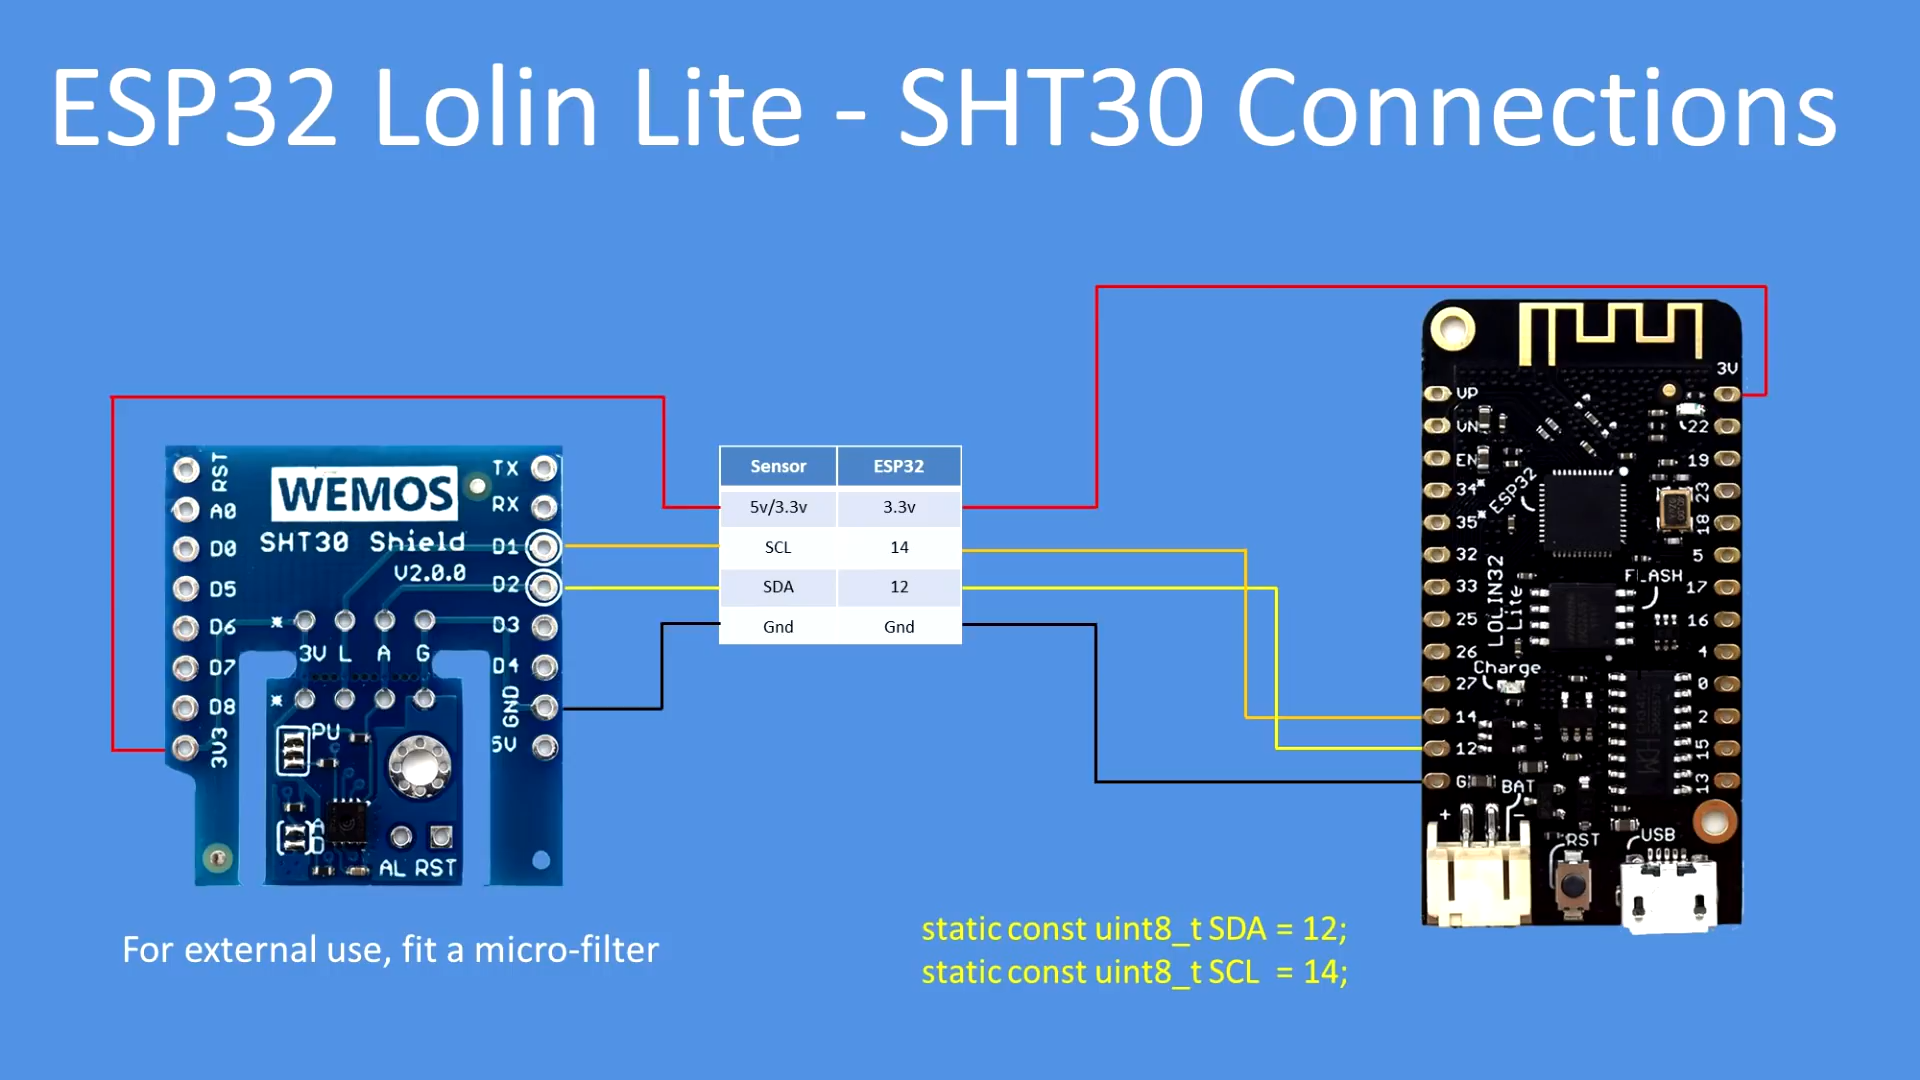 ESP32 Lolin Lite - SHT30 Connections
Sensor ESP32
5v/3.3v 3.3v
SCL 14
SDA 12
Gnd Gnd
RST
A0
D0
D5
D6
D7
D8
3V3
WEMOS
SHT30 Shield
V2.0.0
TX
RX
D1
D2
D3
D4
GND
5V
3V L A G
PU
AL RST
For external use, fit a micro-filter
static const uint8_t SDA = 12;
static const uint8_t SCL = 14;
VP
VN
EN
34
35
32
33
25
26
27
14
12
G
ESP32
LOLIN32
Lite
Charge
FLASH
BAT
+ -
RST
USB
3V
22
19
23
18
5
17
16
4
0
2
15
13